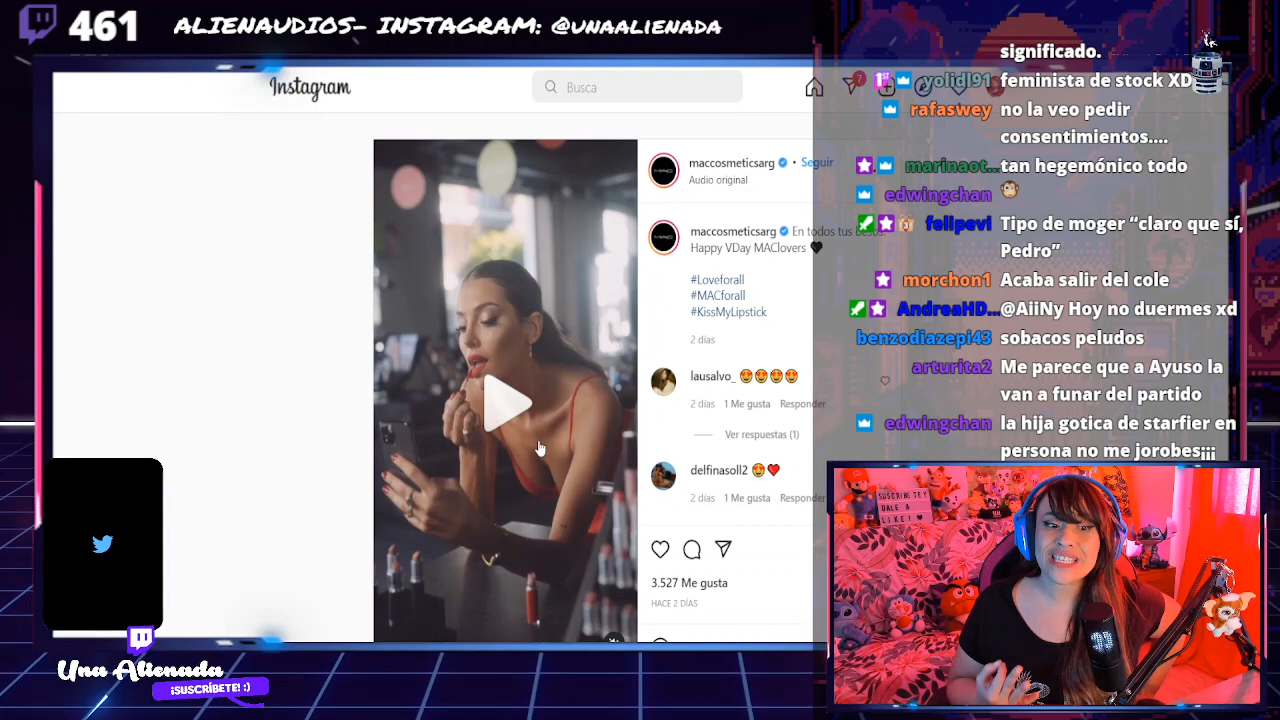 461
ALIENAUDIOS- INSTAGRAM: @UNAALIENADA
Instagram
Busca
7
maccosmeticsarg • Seguir
Audio original
maccosmeticsarg En todos tus
Happy VDay MAClovers 🖤
#Loveforall
#MACforall
#KissMyLipstick
2 días
lausalvo_ 😍😍😍😍
2 días 1 Me gusta Responder
Ver respuestas (1)
delfinasoll2 😍❤️
2 días 1 Me gusta Responder
3.527 Me gusta
HACE 2 DÍAS
significado.
1ST yolidl91 feminista de stock XD
rafaswey no la veo pedir
consentimientos....
marinaot... tan hegemónico todo
edwingchan 🐵
felipevi Tipo de mojer “claro que sí,
Pedro”
morchon1 Acaba salir del cole
AndreaHD... @AiiNy Hoy no duermes xd
benzodiazepi43 sobacos peludos
arturita2 Me parece que a Ayuso la
van a funar del partido
edwingchan la hija gotica de starfier en
persona no me jorobes¡¡¡
SUSCRIBETE Y
DALE A
LIKE!
Una Alienada
¡SUSCRÍBETE! :)